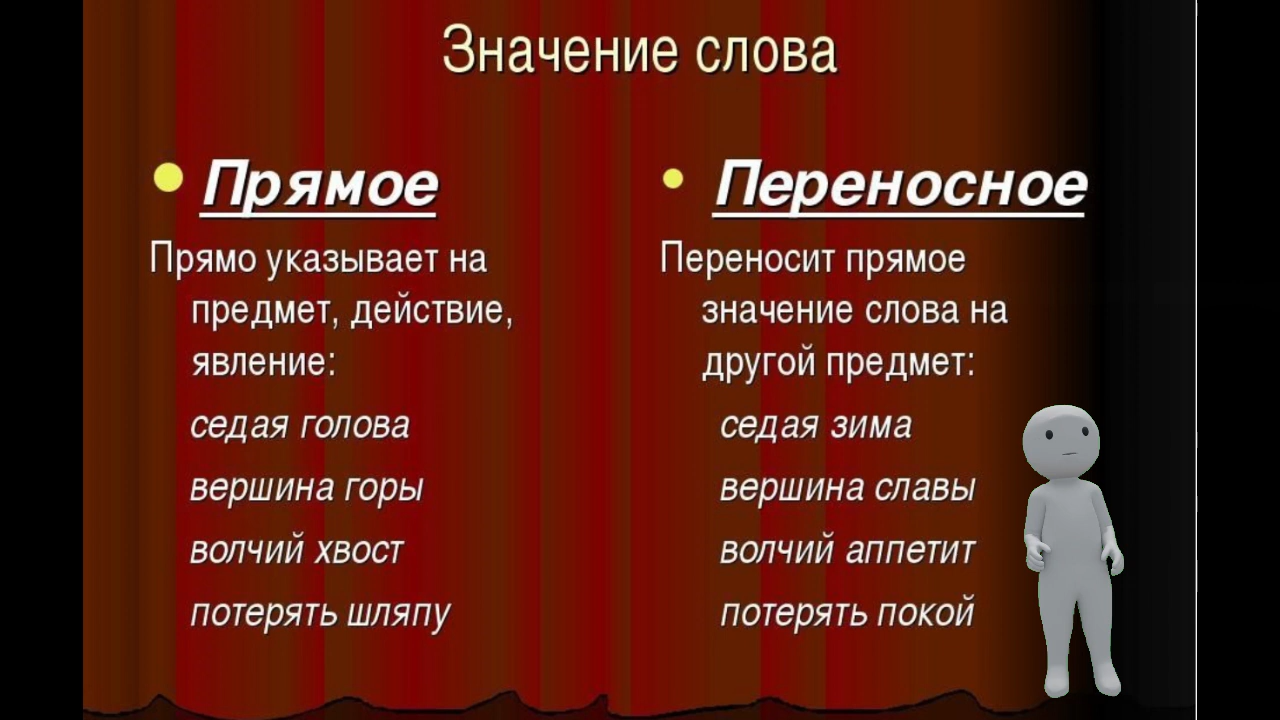 Значение слова
Прямое
Прямо указывает на
предмет, действие,
явление:
седая голова
вершина горы
волчий хвост
потерять шляпу
Переносное
Переносит прямое
значение слова на
другой предмет:
седая зима
вершина славы
волчий аппетит
потерять покой